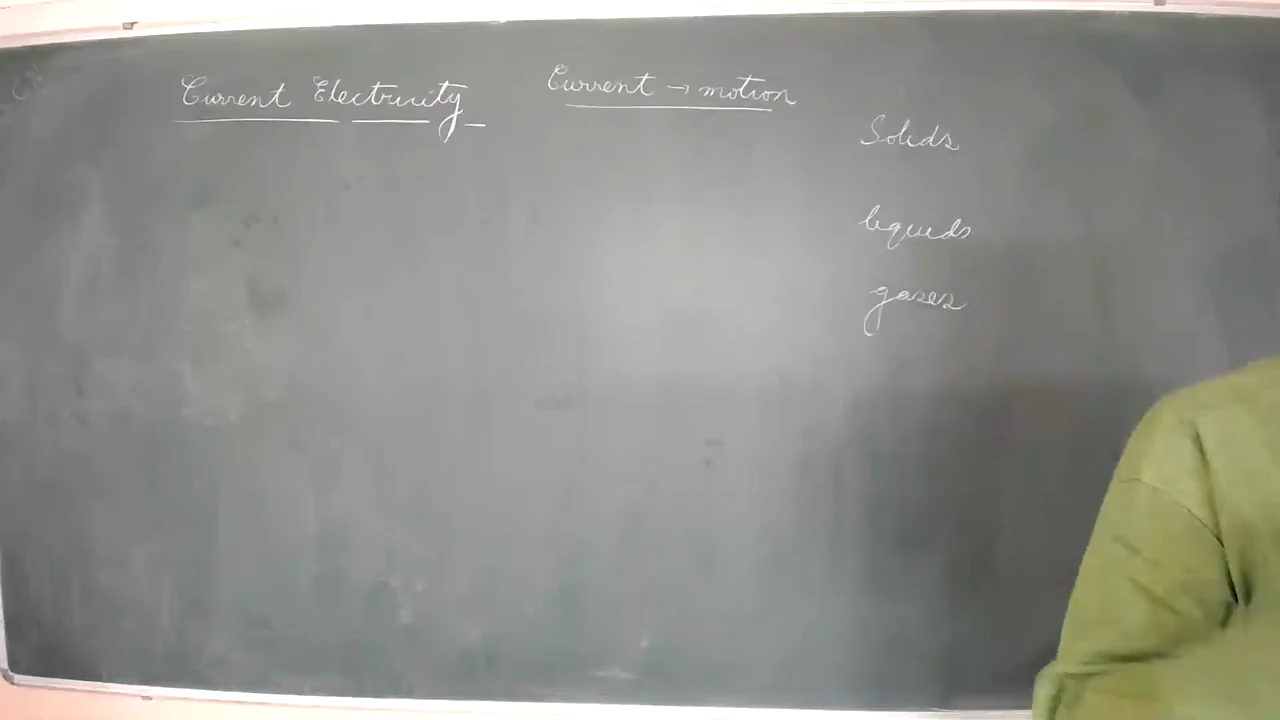 Current Electricity
Current → motion
Solids
liquids
gases